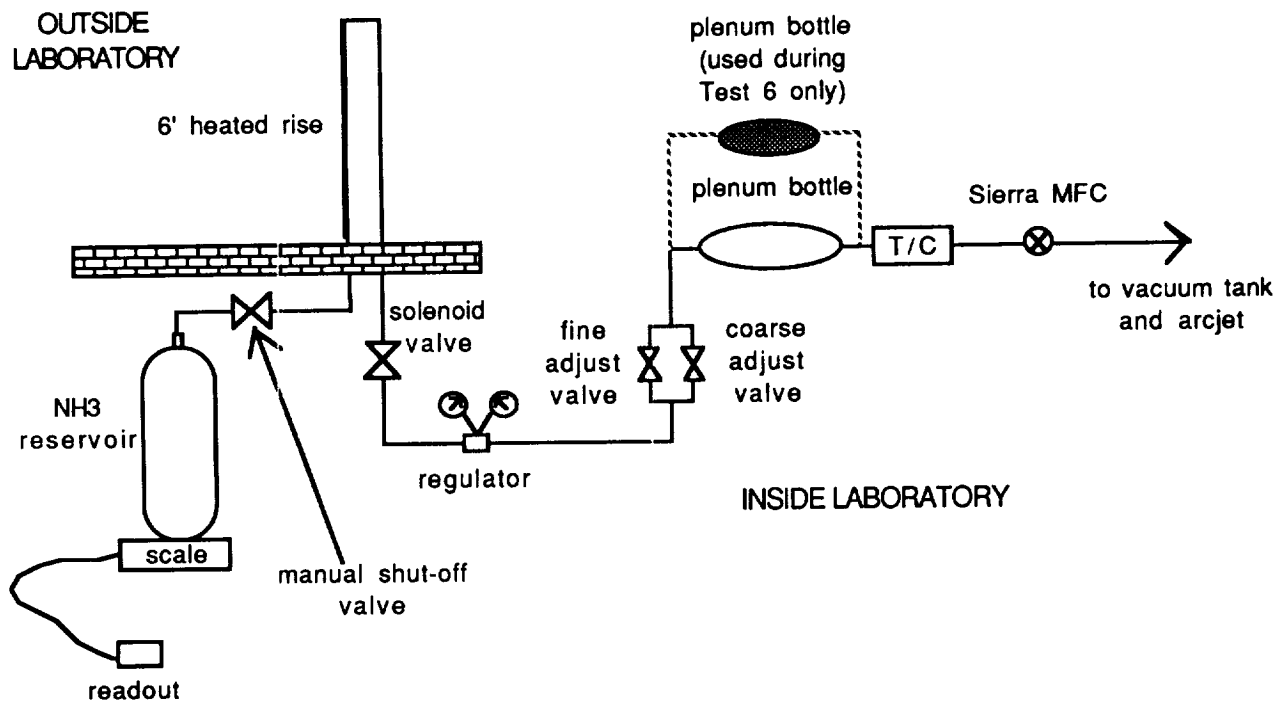 OUTSIDE
LABORATORY
6' heated rise
plenum bottle
(used during
Test 6 only)
plenum bottle
Sierra MFC
T/C
to vacuum tank
and arcjet
solenoid
valve
fine
adjust
valve
coarse
adjust
valve
NH3
reservoir
regulator
INSIDE LABORATORY
scale
manual shut-off
valve
readout